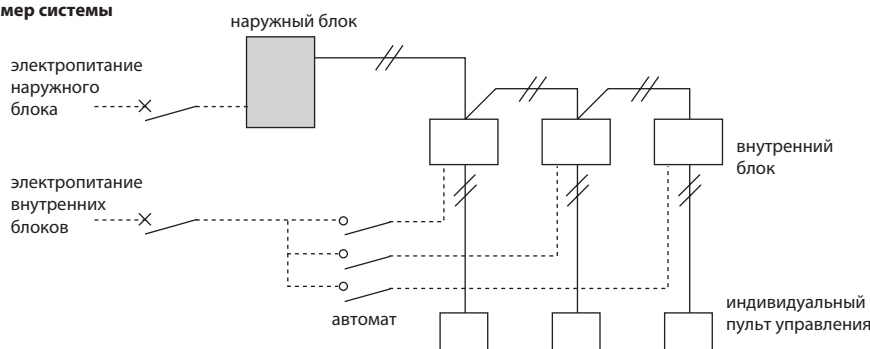 мер системы
наружный блок
электропитание
наружного
блока
внутренний
блок
электропитание
внутренних
блоков
автомат
индивидуальный
пульт управления